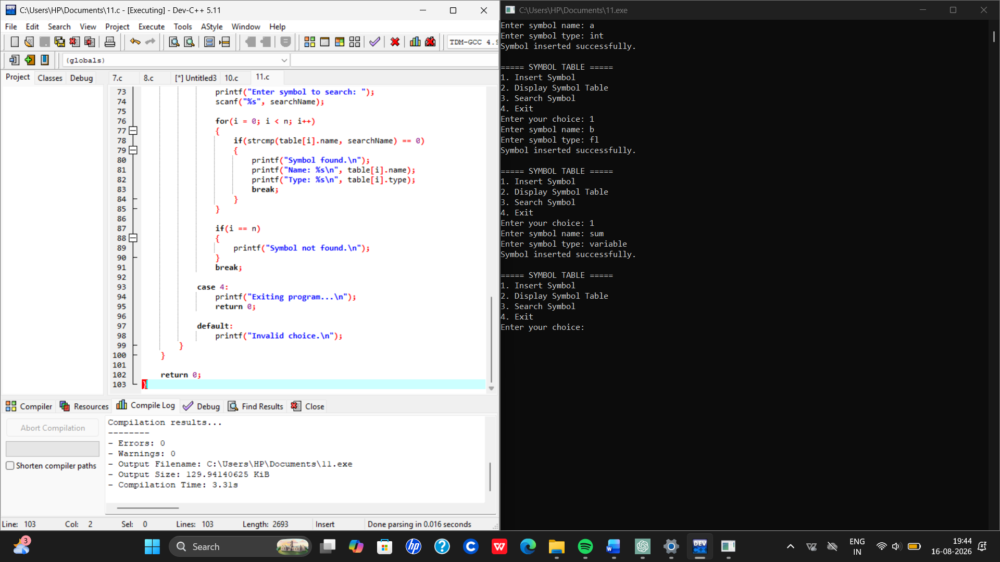 C:\Users\HP\Documents\11.c - [Executing] - Dev-C++ 5.11
File Edit Search View Project Execute Tools AStyle Window Help
TDM-GCC 4.9
(globals)
Project Classes Debug
7.c 8.c [*] Untitled3 10.c 11.c
73 printf("Enter symbol to search: ");
74 scanf("%s", searchName);
75
76 for(i = 0; i < n; i++)
77 {
78 if(strcmp(table[i].name, searchName) == 0)
79 {
80 printf("Symbol found.\n");
81 printf("Name: %s\n", table[i].name);
82 printf("Type: %s\n", table[i].type);
83 break;
84 }
85 }
86
87 if(i == n)
88 {
89 printf("Symbol not found.\n");
90 }
91 break;
92
93 case 4:
94 printf("Exiting program...\n");
95 return 0;
96
97 default:
98 printf("Invalid choice.\n");
99 }
100 }
101
102 return 0;
103 }
Compiler Resources Compile Log Debug Find Results Close
Abort Compilation
Shorten compiler paths
Compilation results...
--------
- Errors: 0
- Warnings: 0
- Output Filename: C:\Users\HP\Documents\11.exe
- Output Size: 129.94140625 KiB
- Compilation Time: 3.31s
Line: 103 Col: 2 Sel: 0 Lines: 103 Length: 2693 Insert Done parsing in 0.016 seconds
C:\Users\HP\Documents\11.exe
Enter symbol name: a
Enter symbol type: int
Symbol inserted successfully.
===== SYMBOL TABLE =====
1. Insert Symbol
2. Display Symbol Table
3. Search Symbol
4. Exit
Enter your choice: 1
Enter symbol name: b
Enter symbol type: fl
Symbol inserted successfully.
===== SYMBOL TABLE =====
1. Insert Symbol
2. Display Symbol Table
3. Search Symbol
4. Exit
Enter your choice: 1
Enter symbol name: sum
Enter symbol type: variable
Symbol inserted successfully.
===== SYMBOL TABLE =====
1. Insert Symbol
2. Display Symbol Table
3. Search Symbol
4. Exit
Enter your choice:
3
Search
hp
DEV C++
ENG
IN
19:44
16-08-2026